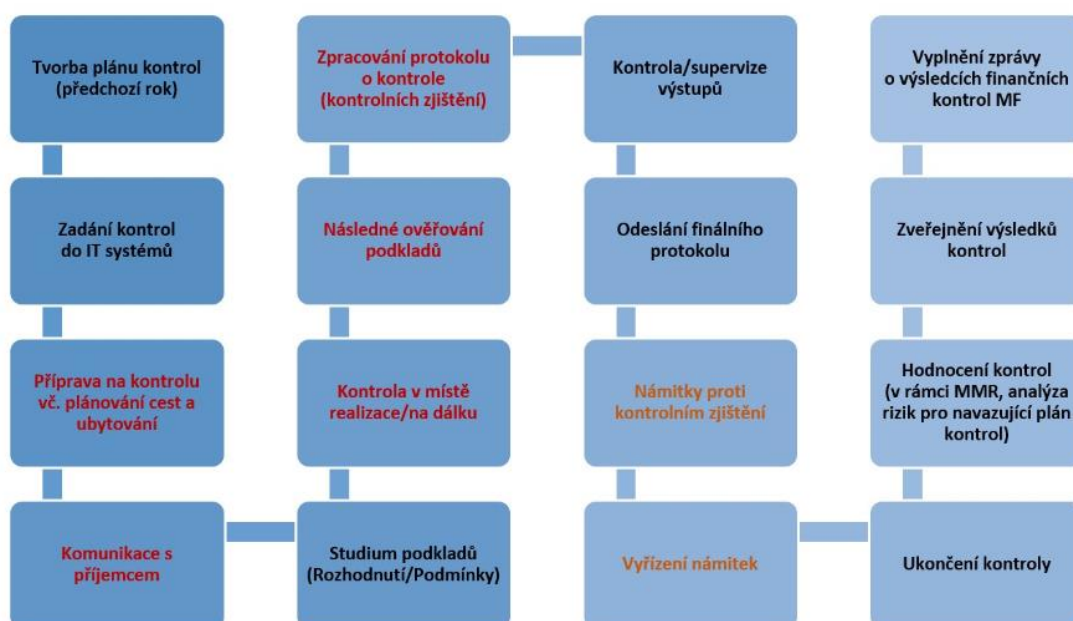 Tvorba plánu kontrol
(předchozí rok)
Zadání kontrol
do IT systémů
Příprava na kontrolu
vč. plánování cest a
ubytování
Komunikace s
příjemcem
Studium podkladů
(Rozhodnutí/Podmínky)
Kontrola v místě
realizace/na dálku
Následné ověřování
podkladů
Zpracování protokolu
o kontrole
(kontrolních zjištění)
Kontrola/supervize
výstupů
Odeslání finálního
protokolu
Námitky proti
kontrolním zjištění
Vyřízení námitek
Ukončení kontroly
Hodnocení kontrol
(v rámci MMR, analýza
rizik pro navazující plán
kontrol)
Zveřejnění výsledků
kontrol
Vyplnění zprávy
o výsledcích finančních
kontrol MF